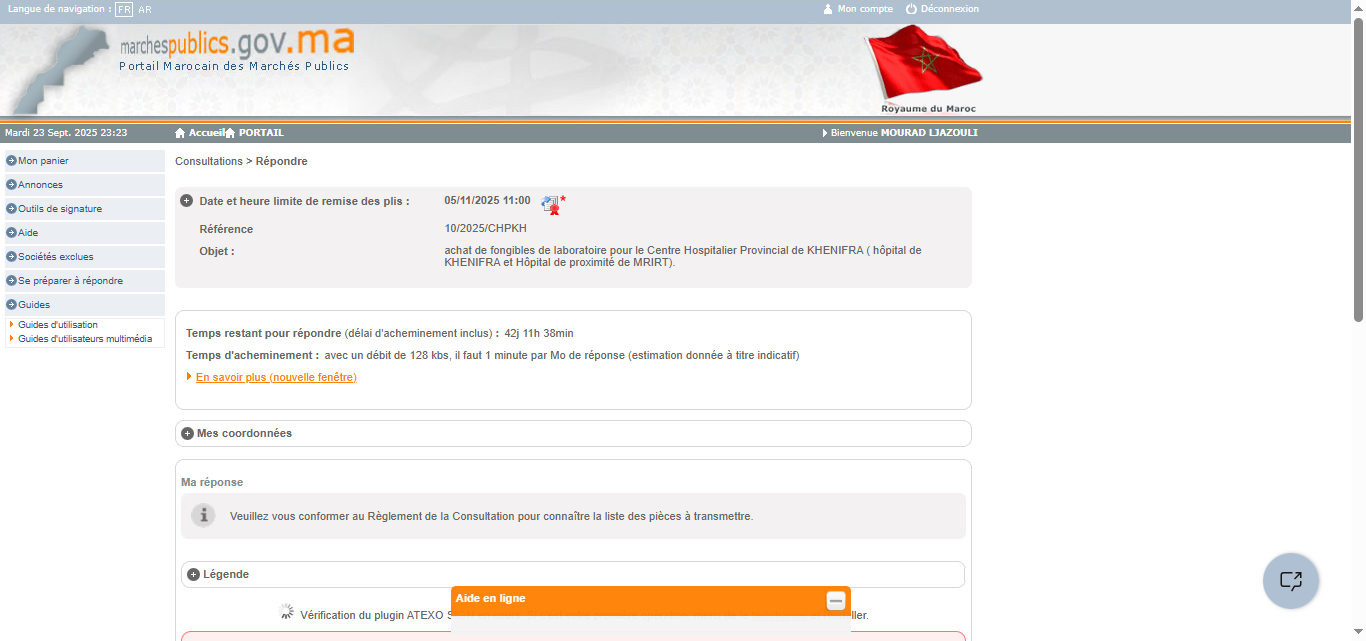 Langue de navigation : FR AR
Mon compte Déconnexion
marchespublics.gov.ma
Portail Marocain des Marchés Publics
Royaume du Maroc
Mardi 23 Sept. 2025 23:23
Accueil PORTAIL
Bienvenue MOURAD LJAZOULI
Mon panier
Annonces
Outils de signature
Aide
Sociétés exclues
Se préparer à répondre
Guides
Guides d'utilisation
Guides d'utilisateurs multimédia
Consultations > Répondre
Date et heure limite de remise des plis : 05/11/2025 11:00 *
Référence 10/2025/CHPKH
Objet : achat de fongibles de laboratoire pour le Centre Hospitalier Provincial de KHENIFRA ( hôpital de
KHENIFRA et Hôpital de proximité de MRIRT).
Temps restant pour répondre (délai d'acheminement inclus) : 42j 11h 38min
Temps d'acheminement : avec un débit de 128 kbs, il faut 1 minute par Mo de réponse (estimation donnée à titre indicatif)
En savoir plus (nouvelle fenêtre)
Mes coordonnées
Ma réponse
Veuillez vous conformer au Règlement de la Consultation pour connaître la liste des pièces à transmettre.
Légende
Aide en ligne
Vérification du plugin ATEXO ller.